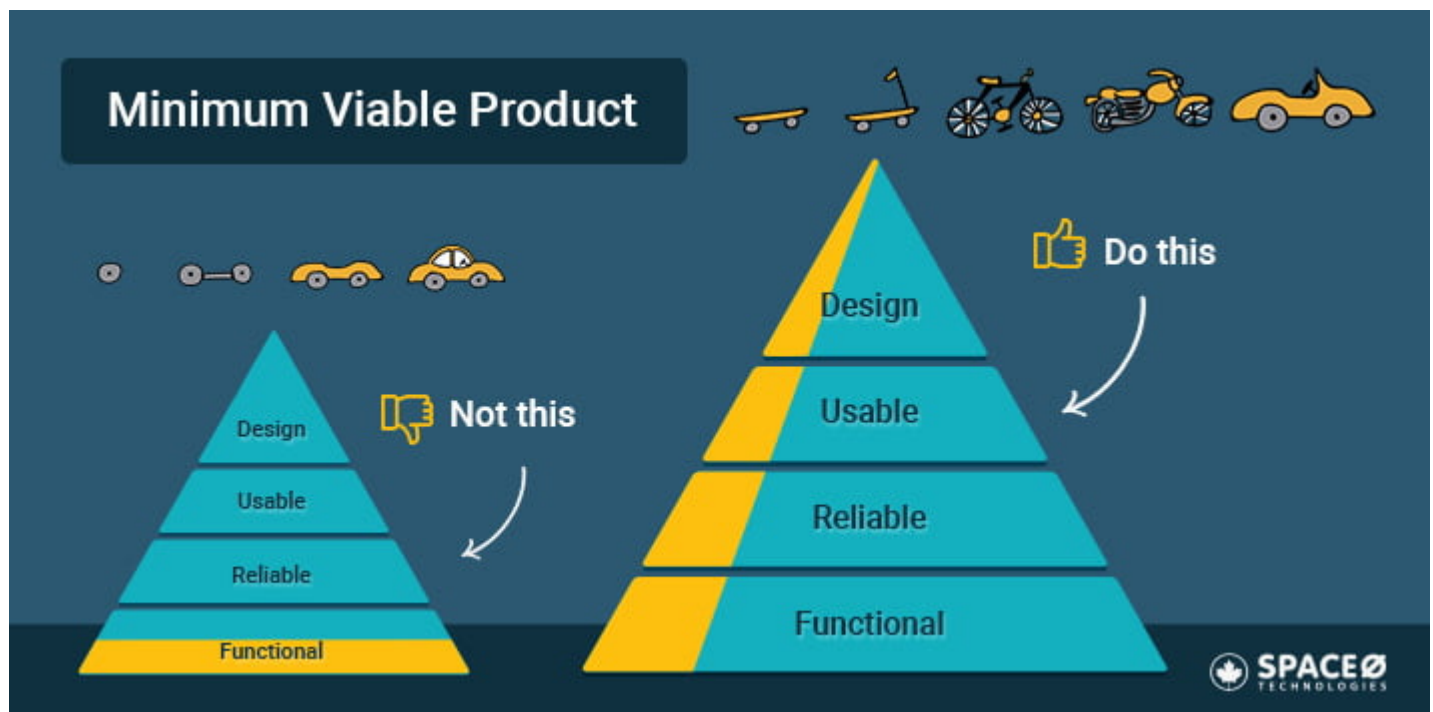 Minimum Viable Product
Not this
Design
Usable
Reliable
Functional
Do this
Design
Usable
Reliable
Functional
SPACEØ
TECHNOLOGIES